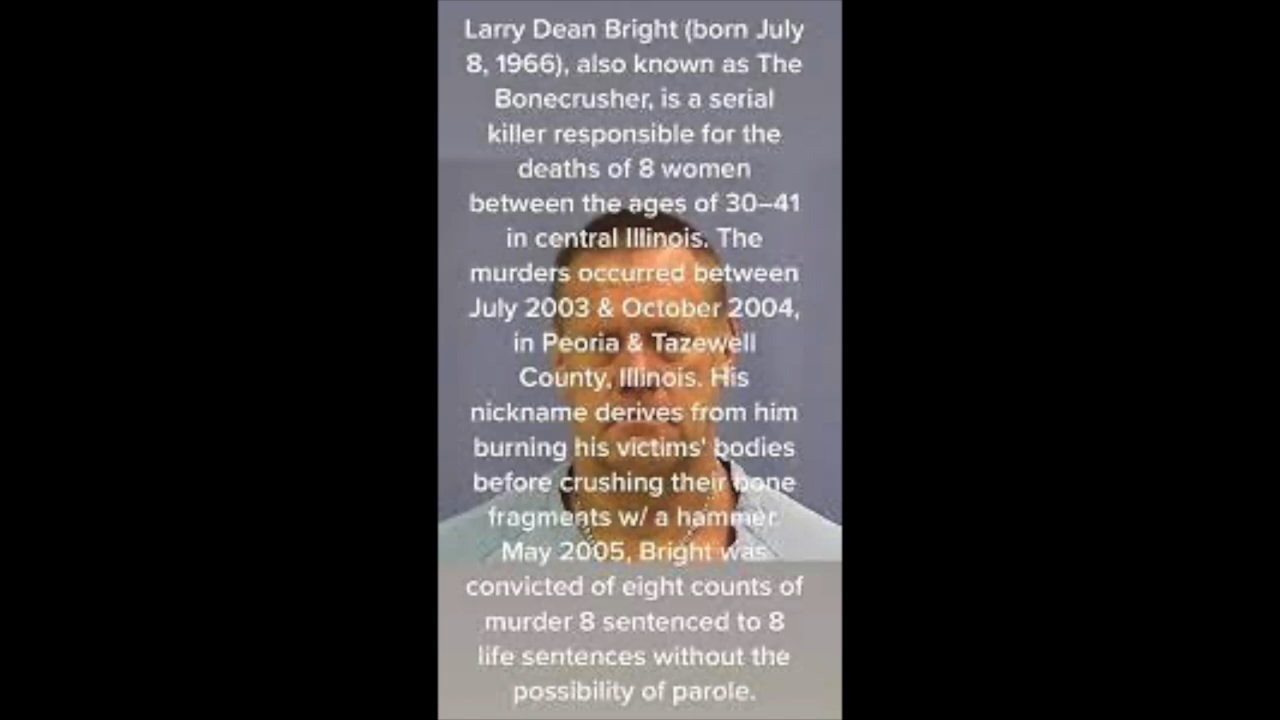 Larry Dean Bright (born July
8, 1966), also known as The
Bonecrusher, is a serial
killer responsible for the
deaths of 8 women
between the ages of 30–41
in central Illinois. The
murders occurred between
July 2003 & October 2004,
in Peoria & Tazewell
County, Illinois. His
nickname derives from him
burning his victims' bodies
before crushing their bone
fragments w/ a hammer.
May 2005, Bright was
convicted of eight counts of
murder 8 sentenced to 8
life sentences without the
possibility of parole.